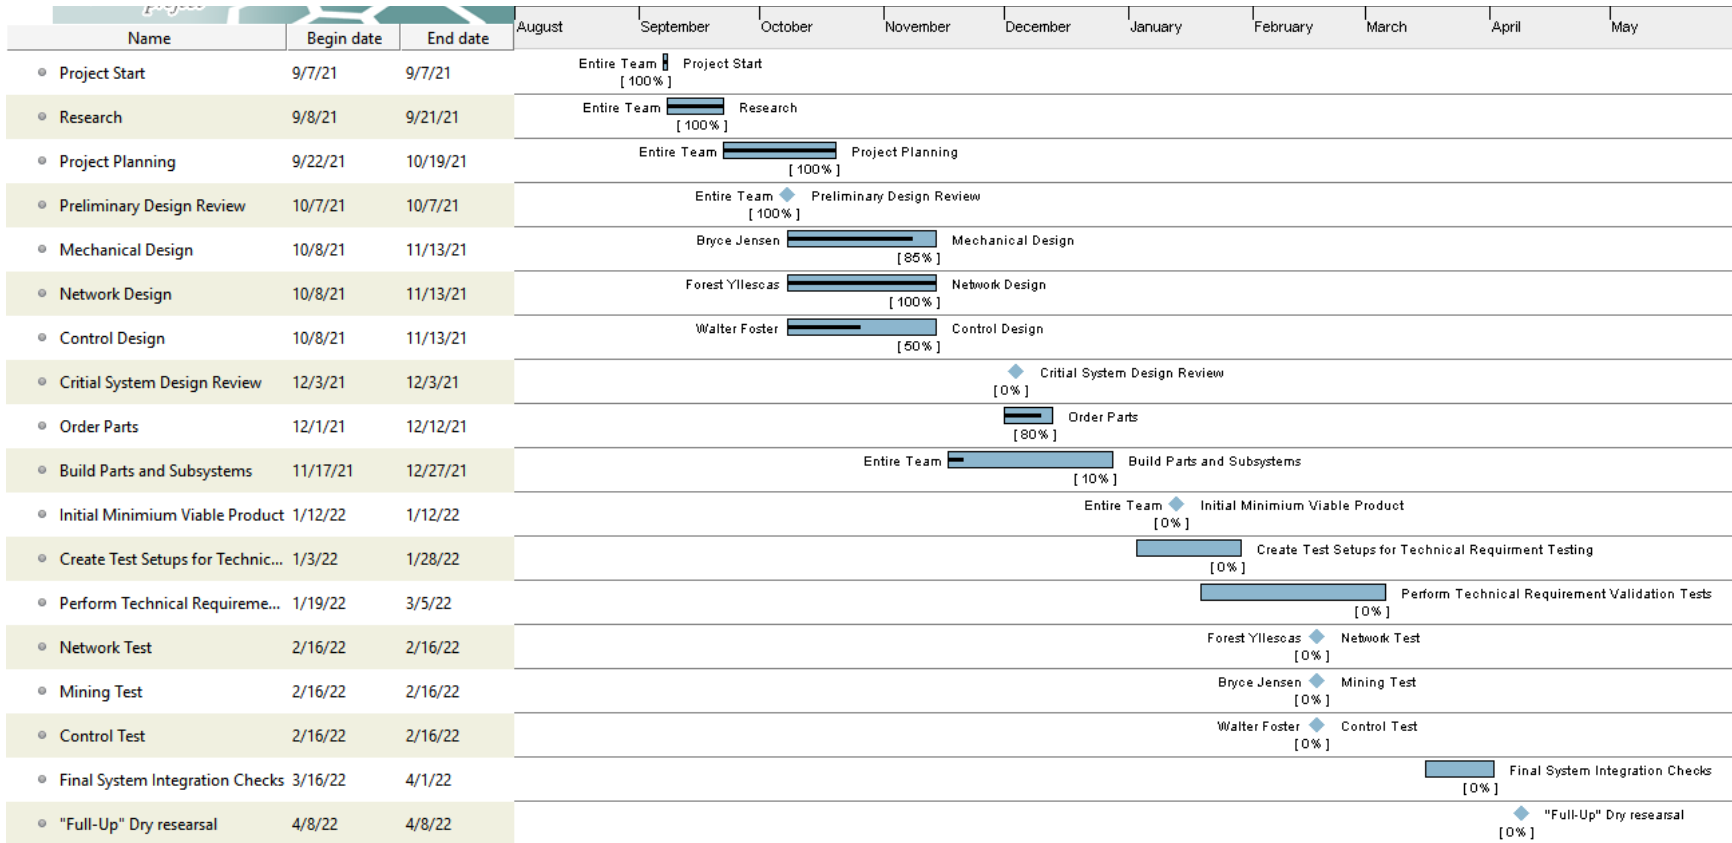 project
August September October November December January February March April May
Name Begin date End date
Project Start 9/7/21 9/7/21 Entire Team Project Start
[ 100% ]
Research 9/8/21 9/21/21 Entire Team Research
[ 100% ]
Project Planning 9/22/21 10/19/21 Entire Team Project Planning
[ 100% ]
Preliminary Design Review 10/7/21 10/7/21 Entire Team Preliminary Design Review
[ 100% ]
Mechanical Design 10/8/21 11/13/21 Bryce Jensen Mechanical Design
[ 85% ]
Network Design 10/8/21 11/13/21 Forest Yllescas Network Design
[ 100% ]
Control Design 10/8/21 11/13/21 Walter Foster Control Design
[ 50% ]
Critial System Design Review 12/3/21 12/3/21 Critial System Design Review
[ 0% ]
Order Parts 12/1/21 12/12/21 Order Parts
[ 80% ]
Build Parts and Subsystems 11/17/21 12/27/21 Entire Team Build Parts and Subsystems
[ 10% ]
Initial Minimium Viable Product 1/12/22 1/12/22 Entire Team Initial Minimium Viable Product
[ 0% ]
Create Test Setups for Technic... 1/3/22 1/28/22 Create Test Setups for Technical Requirment Testing
[ 0% ]
Perform Technical Requireme... 1/19/22 3/5/22 Perform Technical Requirement Validation Tests
[ 0% ]
Network Test 2/16/22 2/16/22 Forest Yllescas Network Test
[ 0% ]
Mining Test 2/16/22 2/16/22 Bryce Jensen Mining Test
[ 0% ]
Control Test 2/16/22 2/16/22 Walter Foster Control Test
[ 0% ]
Final System Integration Checks 3/16/22 4/1/22 Final System Integration Checks
[ 0% ]
"Full-Up" Dry researsal 4/8/22 4/8/22 "Full-Up" Dry researsal
[ 0% ]